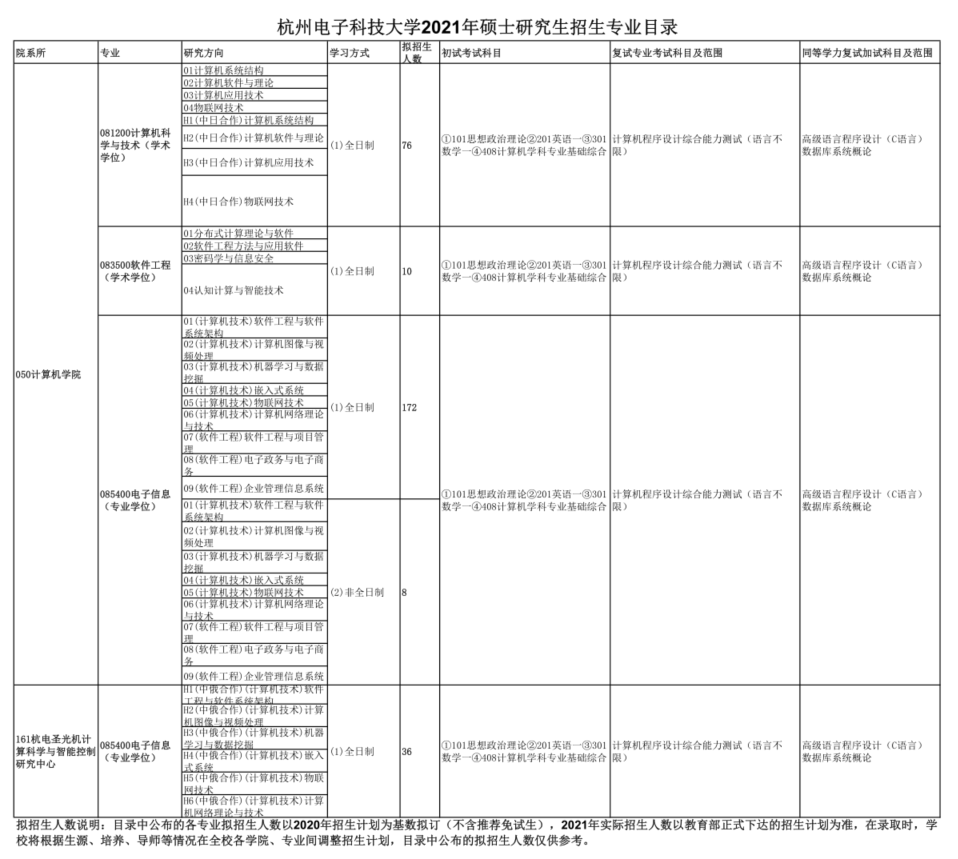 杭州电子科技大学2021年硕士研究生招生专业目录
院系所 专业 研究方向 学习方式 拟招生人数 初试考试科目 复试专业考试科目及范围 同等学力复试加试科目及范围
050计算机学院
081200计算机科学与技术（学术学位）
01计算机系统结构
02计算机软件与理论
03计算机应用技术
04物联网技术
H1(中日合作)计算机系统结构
H2(中日合作)计算机软件与理论
H3(中日合作)计算机应用技术
H4(中日合作)物联网技术
(1)全日制
76
①101思想政治理论②201英语一③301
数学一④408计算机学科专业基础综合
计算机程序设计综合能力测试（语言不
限）
高级语言程序设计（C语言）
数据库系统概论
083500软件工程
（学术学位）
01分布式计算理论与软件
02软件工程方法与应用软件
03密码学与信息安全
04认知计算与智能技术
(1)全日制
10
①101思想政治理论②201英语一③301
数学一④408计算机学科专业基础综合
计算机程序设计综合能力测试（语言不
限）
高级语言程序设计（C语言）
数据库系统概论
085400电子信息
（专业学位）
01(计算机技术)软件工程与软件
系统架构
02(计算机技术)计算机图像与视
频处理
03(计算机技术)机器学习与数据
挖掘
04(计算机技术)嵌入式系统
05(计算机技术)物联网技术
06(计算机技术)计算机网络理论
与技术
07(软件工程)软件工程与项目管
理
08(软件工程)电子政务与电子商
务
09(软件工程)企业管理信息系统
(1)全日制
172
01(计算机技术)软件工程与软件
系统架构
02(计算机技术)计算机图像与视
频处理
03(计算机技术)机器学习与数据
挖掘
04(计算机技术)嵌入式系统
05(计算机技术)物联网技术
06(计算机技术)计算机网络理论
与技术
07(软件工程)软件工程与项目管
理
08(软件工程)电子政务与电子商
务
09(软件工程)企业管理信息系统
(2)非全日制
8
①101思想政治理论②201英语一③301
数学一④408计算机学科专业基础综合
计算机程序设计综合能力测试（语言不
限）
高级语言程序设计（C语言）
数据库系统概论
161杭电圣光机计
算科学与智能控制
研究中心
085400电子信息
（专业学位）
H1(中俄合作)(计算机技术)软件
工程与软件系统架构
H2(中俄合作)(计算机技术)计算
机图像与视频处理
H3(中俄合作)(计算机技术)机器
学习与数据挖掘
H4(中俄合作)(计算机技术)嵌入
式系统
H5(中俄合作)(计算机技术)物联
网技术
H6(中俄合作)(计算机技术)计算
机网络理论与技术
(1)全日制
36
①101思想政治理论②201英语一③301
数学一④408计算机学科专业基础综合
计算机程序设计综合能力测试（语言不
限）
高级语言程序设计（C语言）
数据库系统概论
拟招生人数说明：目录中公布的各专业拟招生人数以2020年招生计划为基数拟订（不含推荐免试生），2021年实际招生人数以教育部正式下达的招生计划为准，在录取时，学
校将根据生源、培养、导师等情况在全校各学院、专业间调整招生计划，目录中公布的拟招生人数仅供参考。